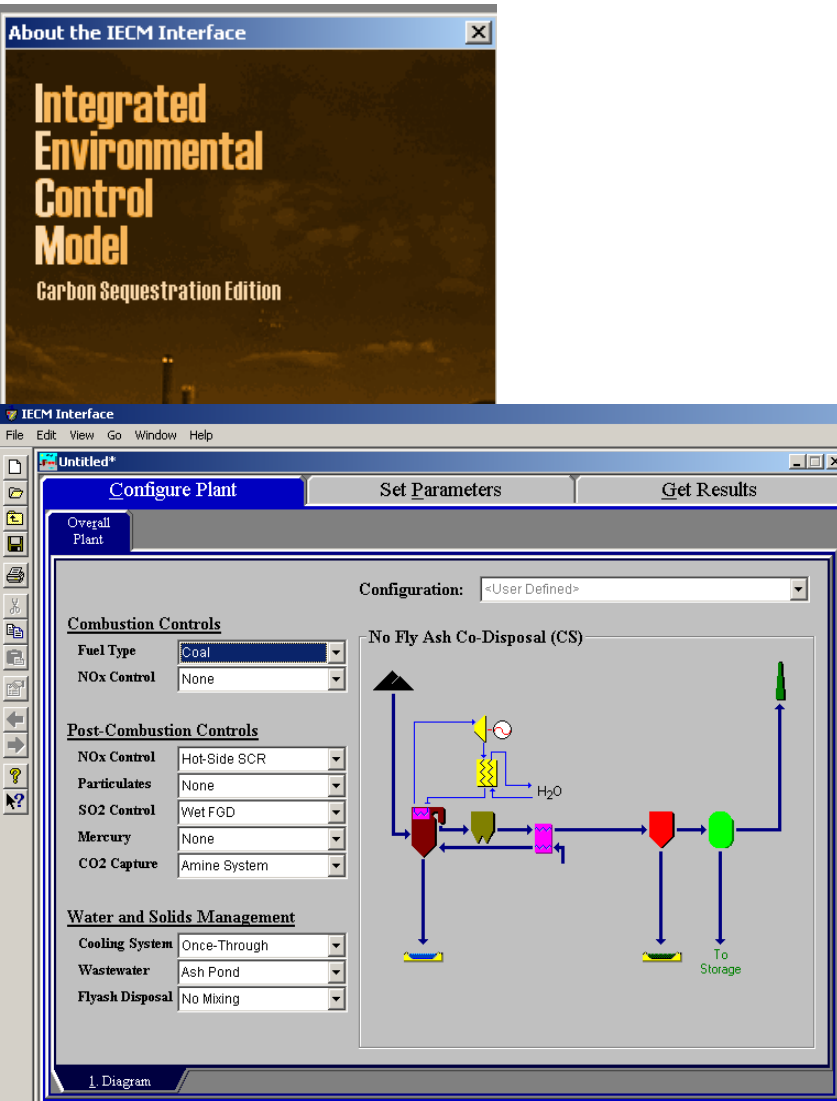 About the IECM Interface
Integrated
Environmental
Control
Model
Carbon Sequestration Edition
IECM Interface
File Edit View Go Window Help
Untitled*
Configure Plant Set Parameters Get Results
Overall
Plant
Configuration: <User Defined>
Combustion Controls
Fuel Type Coal
NOx Control None
Post-Combustion Controls
NOx Control Hot-Side SCR
Particulates None
SO2 Control Wet FGD
Mercury None
CO2 Capture Amine System
Water and Solids Management
Cooling System Once-Through
Wastewater Ash Pond
Flyash Disposal No Mixing
No Fly Ash Co-Disposal (CS)
H2O
To
Storage
1. Diagram